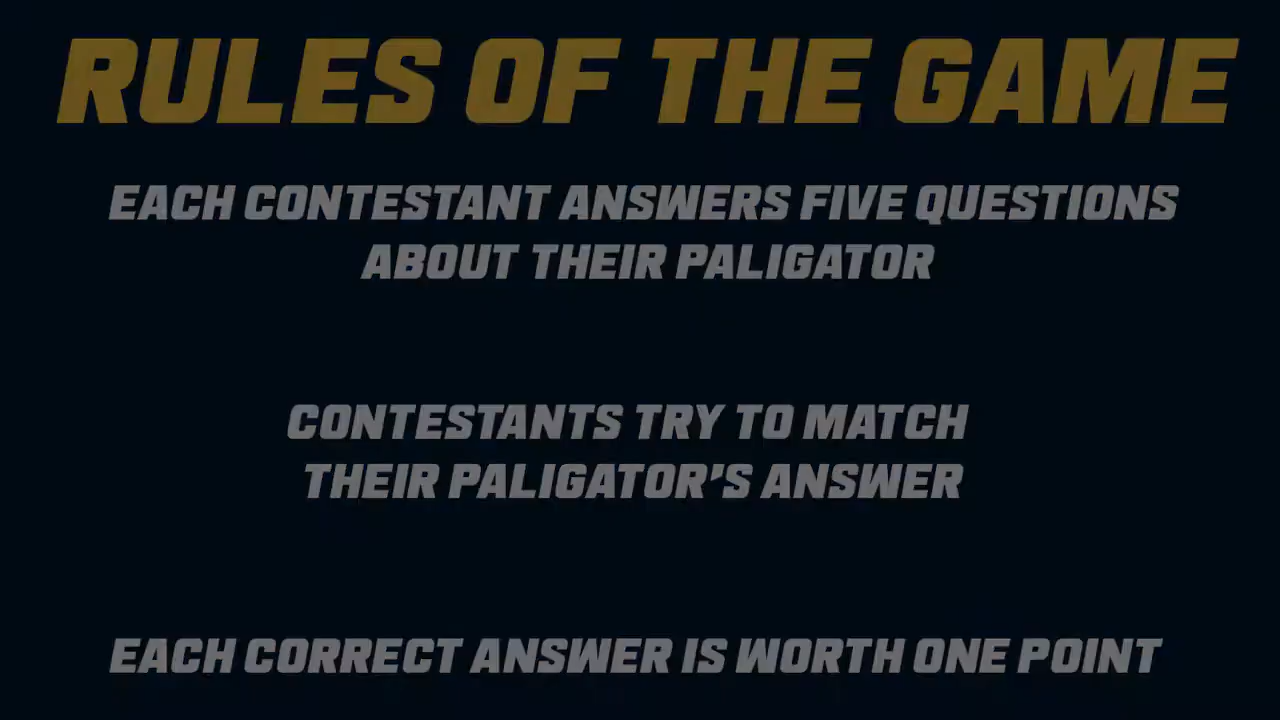 RULES OF THE GAME
EACH CONTESTANT ANSWERS FIVE QUESTIONS
ABOUT THEIR PALIGATOR
CONTESTANTS TRY TO MATCH
THEIR PALIGATOR'S ANSWER
EACH CORRECT ANSWER IS WORTH ONE POINT